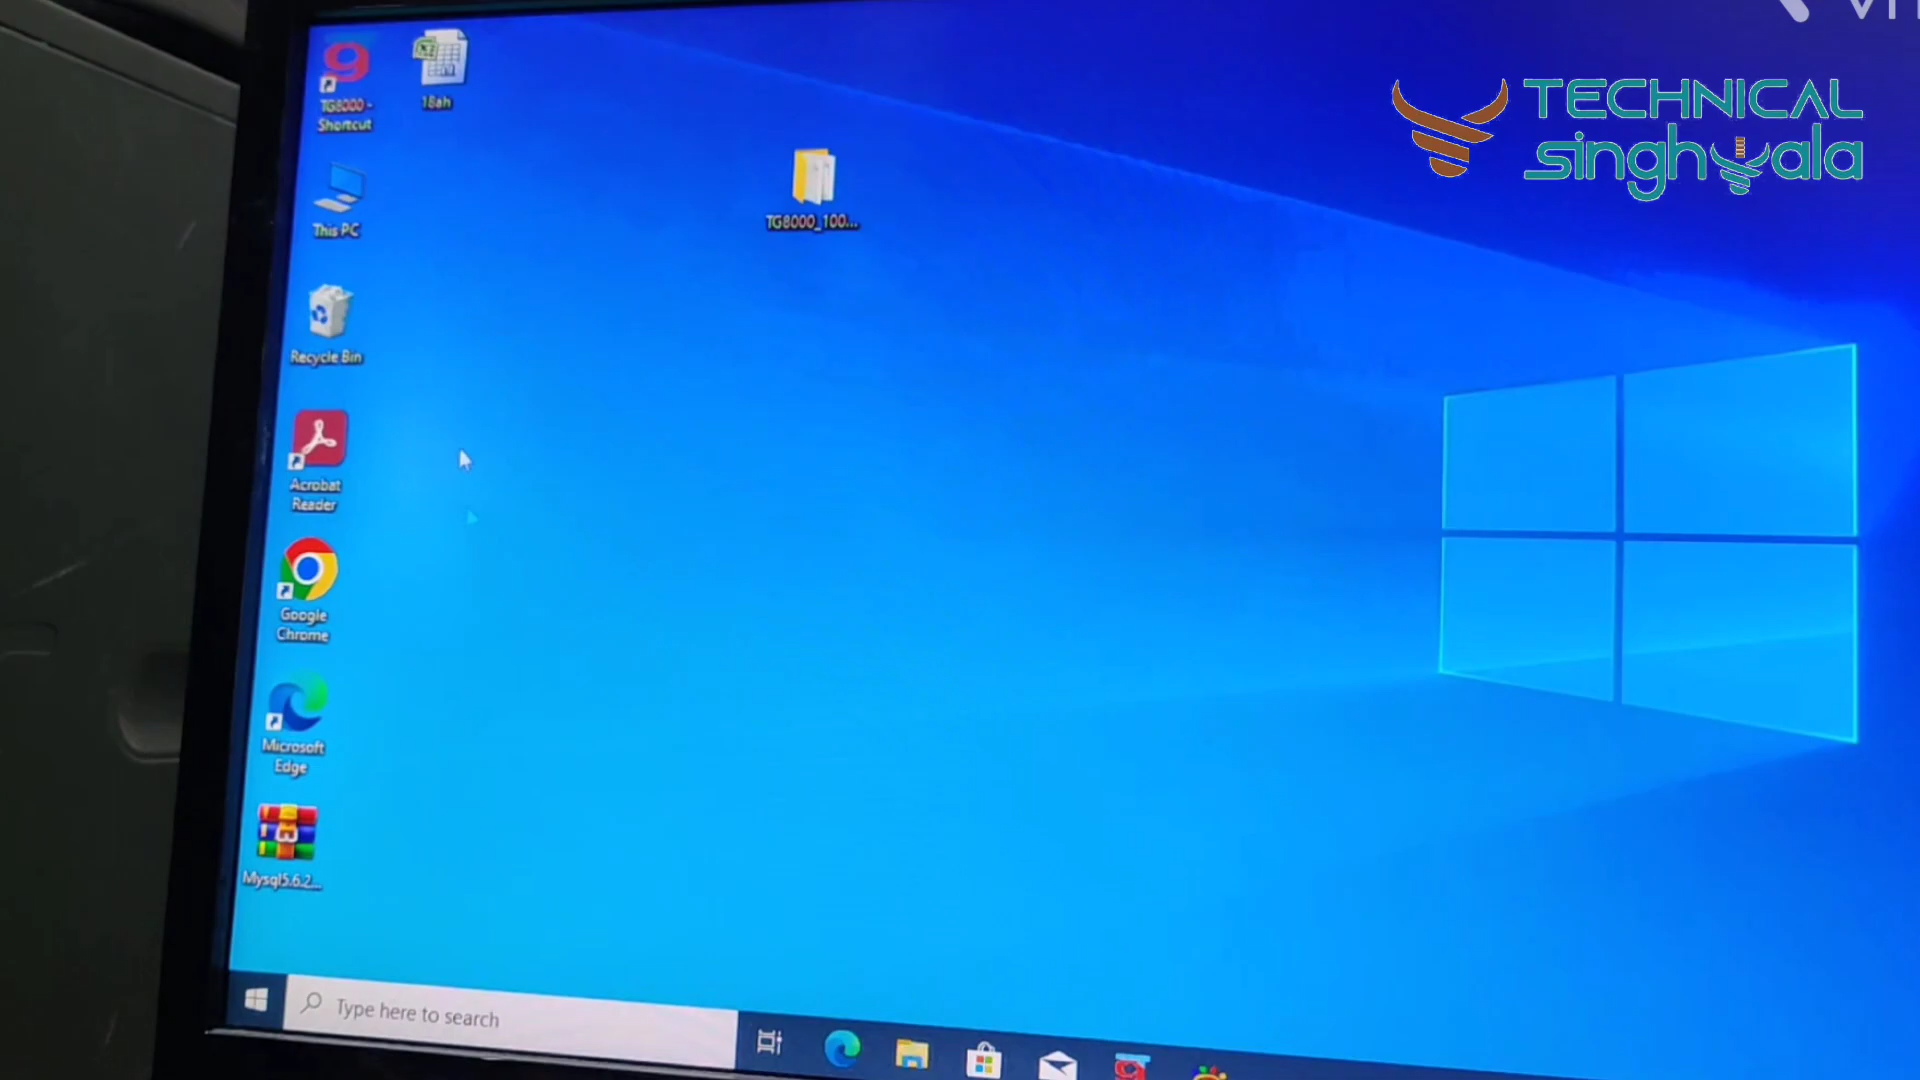 TECHNICAL
singhwala
TG8000 -
Shortcut
18ah
TG8000_100...
This PC
Recycle Bin
Acrobat
Reader
Google
Chrome
Microsoft
Edge
Mysql5.6.2...
Type here to search